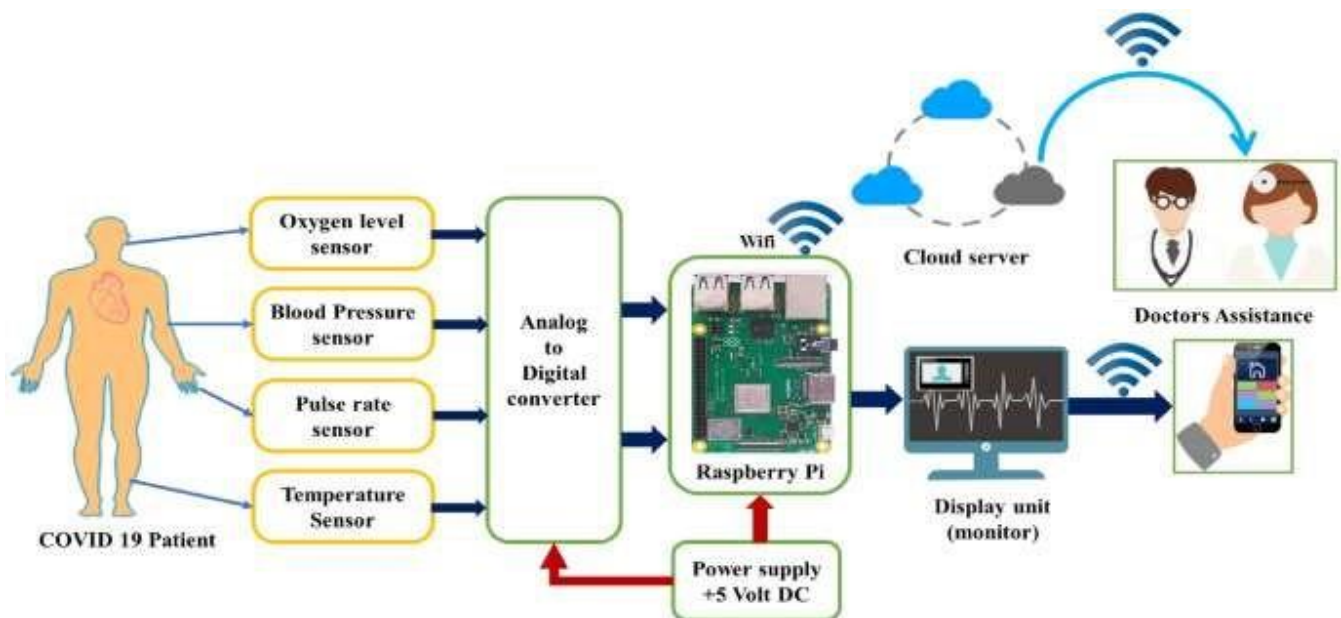 Oxygen level
sensor
Blood Pressure
sensor
Pulse rate
sensor
Temperature
Sensor
COVID 19 Patient
Analog
to
Digital
converter
Wifi
Raspberry Pi
Power supply
+5 Volt DC
Cloud server
Doctors Assistance
Display unit
(monitor)